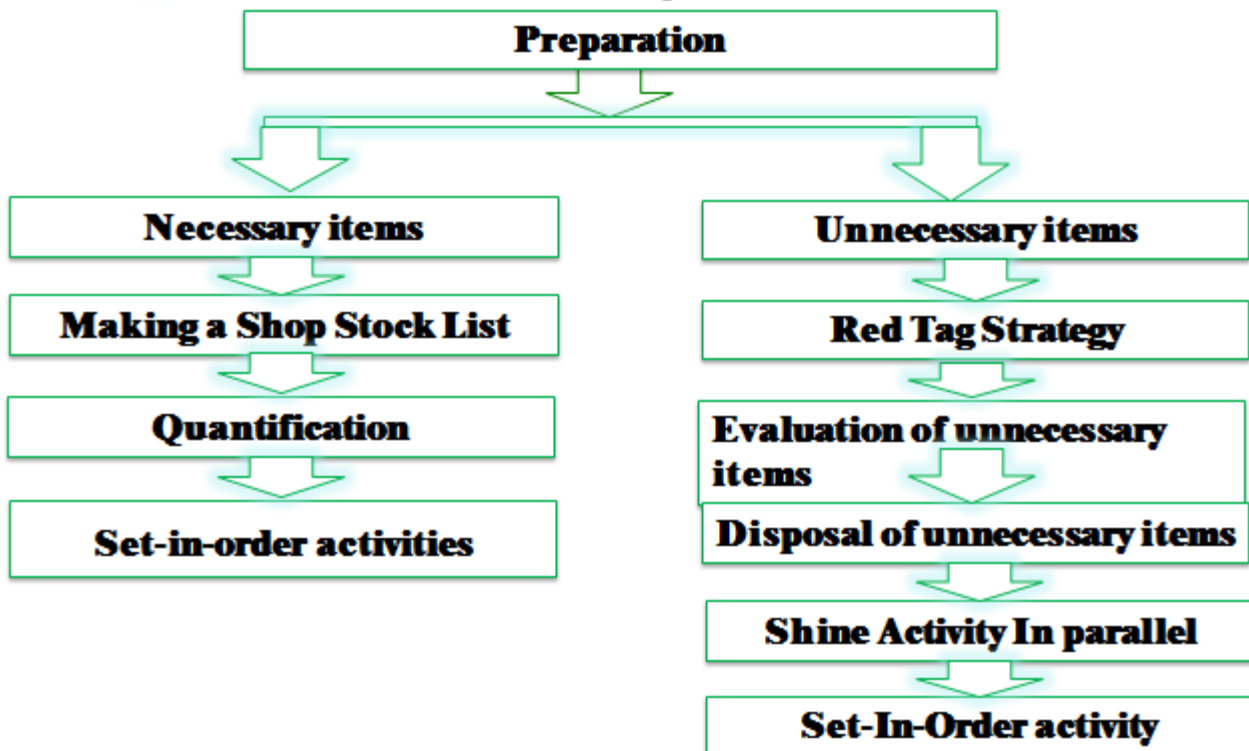 Preparation
Necessary items
Making a Shop Stock List
Quantification
Set-in-order activities
Unnecessary items
Red Tag Strategy
Evaluation of unnecessary
items
Disposal of unnecessary items
Shine Activity In parallel
Set-In-Order activity